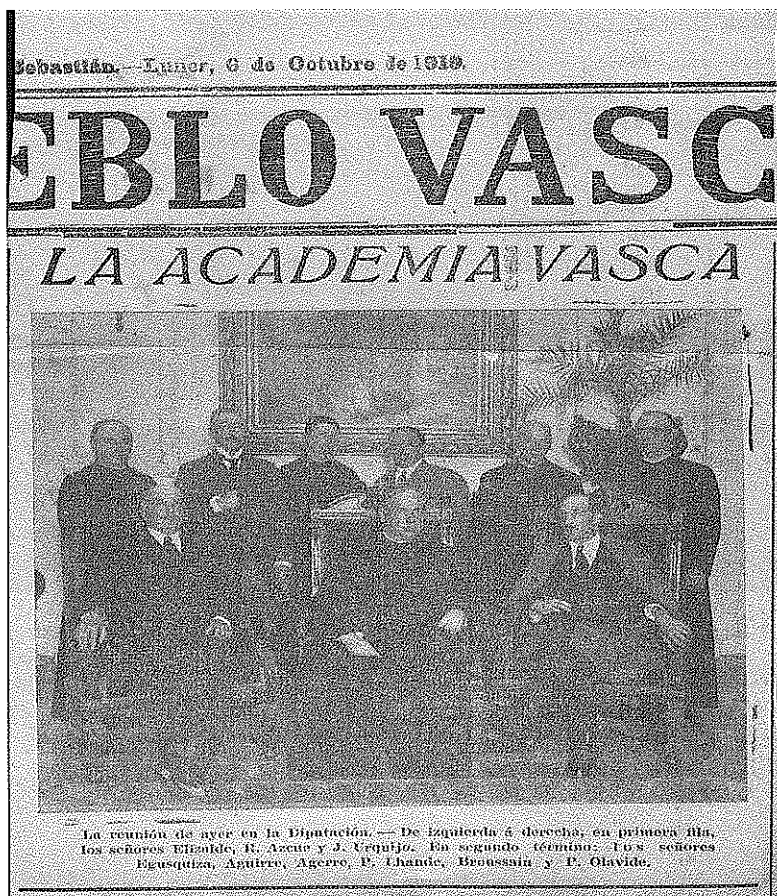 Sebastián.—Lunes, 6 de Octubre de 1919.
EBLO VASC
LA ACADEMIA VASCA
La reunión de ayer en la Diputación.—De izquierda á derecha, en primera fila,
los señores Elizalde, R. Azcue y J. Urquijo. En segundo término: Los señores
Egusquiza, Aguirre, Agerre, P. Lhande, Broussain y P. Olavide.